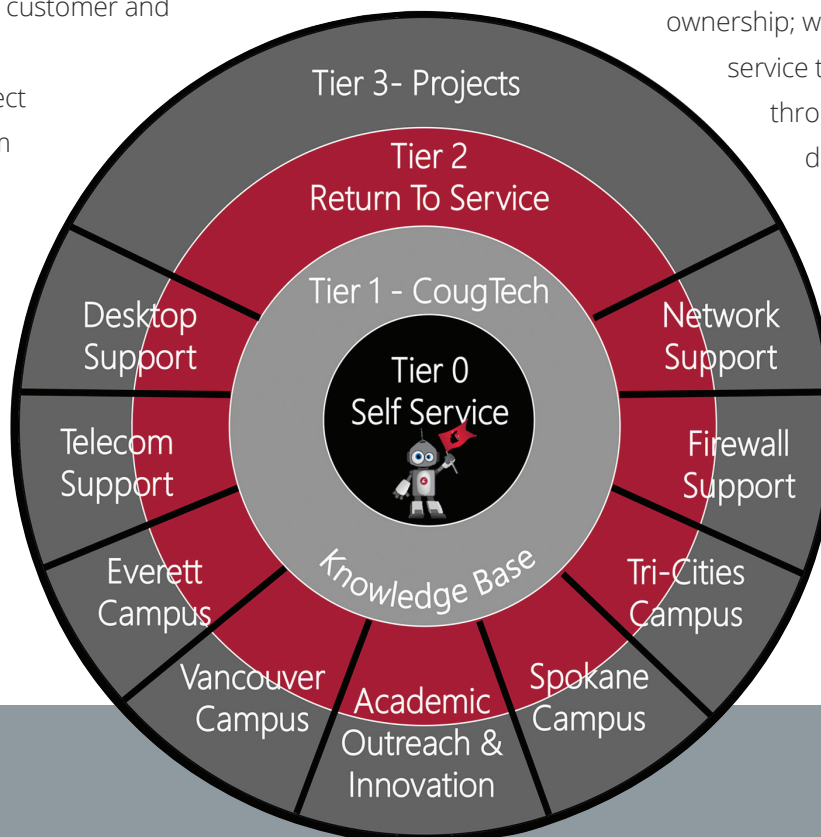 customer and
ownership; w
service t
ect
thro
m
d
Tier 3- Projects
Tier 2
Return To Service
Tier 1 - CougTech
Tier 0
Self Service
Knowledge Base
Desktop
Support
Telecom
Support
Everett
Campus
Vancouver
Campus
Academic
Outreach &
Innovation
Spokane
Campus
Tri-Cities
Campus
Firewall
Support
Network
Support